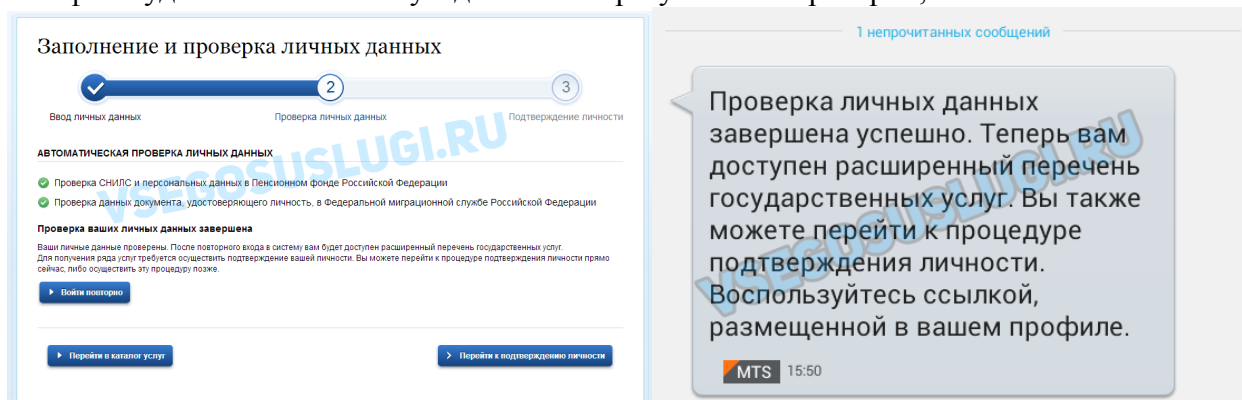 Заполнение и проверка личных данных
2
3
Ввод личных данных
Проверка личных данных
Подтверждение личности
АВТОМАТИЧЕСКАЯ ПРОВЕРКА ЛИЧНЫХ ДАННЫХ
Проверка СНИЛС и персональных данных в Пенсионном фонде Российской Федерации
Проверка данных документа, удостоверяющего личность, в Федеральной миграционной службе Российской Федерации
Проверка ваших личных данных завершена
Ваши личные данные проверены. После повторного входа в систему вам будет доступен расширенный перечень государственных услуг.
Для получения ряда услуг требуется осуществить подтверждение вашей личности. Вы можете перейти к процедуре подтверждения личности прямо
сейчас, либо осуществить эту процедуру позже.
Войти повторно
Перейти в каталог услуг
Перейти к подтверждению личности
VSEGOSUSLUGI.RU
1 непрочитанных сообщений
Проверка личных данных
завершена успешно. Теперь вам
доступен расширенный перечень
государственных услуг. Вы также
можете перейти к процедуре
подтверждения личности.
Воспользуйтесь ссылкой,
размещенной в вашем профиле.
MTS 15:50
VSEGOSUSLUGI.RU